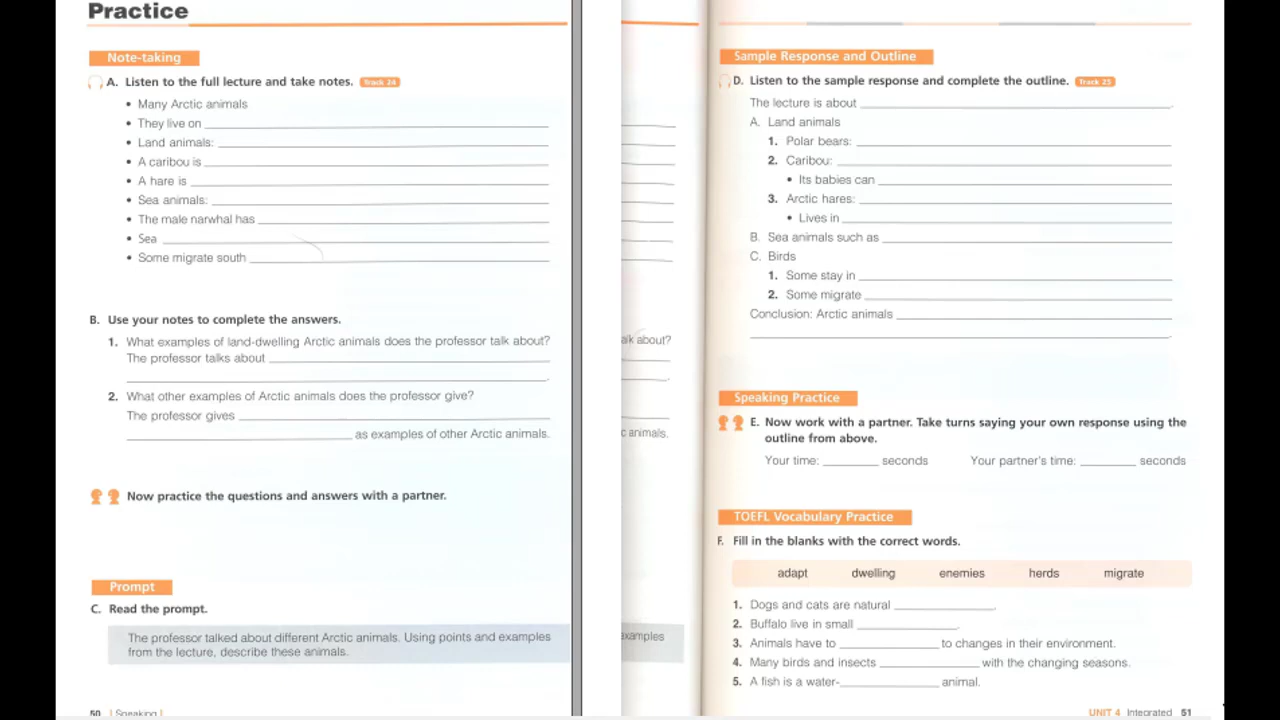 Practice
Note-taking
A. Listen to the full lecture and take notes. Track 24
• Many Arctic animals
• They live on
• Land animals:
• A caribou is
• A hare is
• Sea animals:
• The male narwhal has
• Sea
• Some migrate south
B. Use your notes to complete the answers.
1. What examples of land-dwelling Arctic animals does the professor talk about?
The professor talks about
2. What other examples of Arctic animals does the professor give?
The professor gives
as examples of other Arctic animals.
Now practice the questions and answers with a partner.
Prompt
C. Read the prompt.
The professor talked about different Arctic animals. Using points and examples
from the lecture, describe these animals.
50 | Speaking |
alk about?
c animals.
examples
Sample Response and Outline
D. Listen to the sample response and complete the outline. Track 25
The lecture is about
A. Land animals
1. Polar bears:
2. Caribou:
• Its babies can
3. Arctic hares:
• Lives in
B. Sea animals such as
C. Birds
1. Some stay in
2. Some migrate
Conclusion: Arctic animals
Speaking Practice
E. Now work with a partner. Take turns saying your own response using the
outline from above.
Your time: ________ seconds Your partner's time: ________ seconds
TOEFL Vocabulary Practice
F. Fill in the blanks with the correct words.
adapt dwelling enemies herds migrate
1. Dogs and cats are natural ______________.
2. Buffalo live in small ______________.
3. Animals have to ______________ to changes in their environment.
4. Many birds and insects ______________ with the changing seasons.
5. A fish is a water-______________ animal.
UNIT 4 Integrated 51